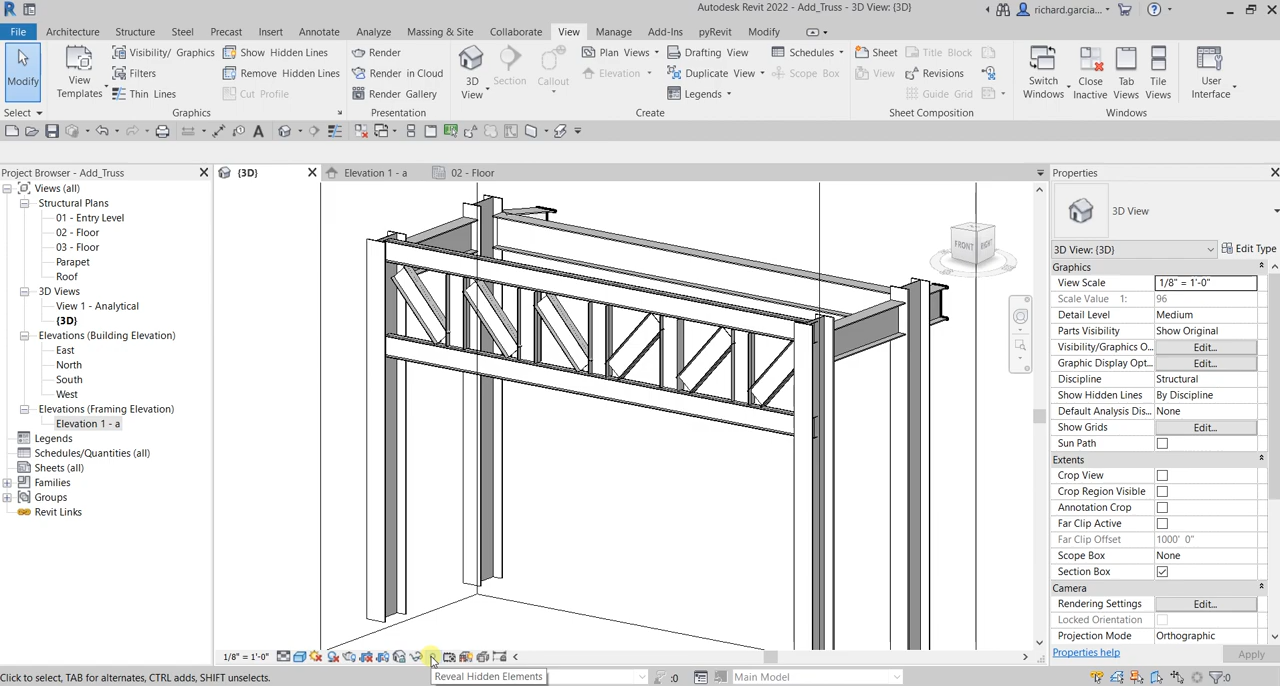 Autodesk Revit 2022 - Add_Truss - 3D View: {3D}
richard.garcia...
File Architecture Structure Steel Precast Insert Annotate Analyze Massing & Site Collaborate View Manage Add-Ins pyRevit Modify
Modify
View Templates
Visibility/ Graphics
Filters
Thin Lines
Show Hidden Lines
Remove Hidden Lines
Cut Profile
Render
Render in Cloud
Render Gallery
3D View
Section
Callout
Plan Views
Elevation
Drafting View
Duplicate View
Legends
Schedules
Scope Box
Sheet
View
Title Block
Revisions
Guide Grid
Switch Windows
Close Inactive
Tab Views
Tile Views
User Interface
Select Graphics Presentation Create Sheet Composition Windows
Project Browser - Add_Truss
Views (all)
Structural Plans
01 - Entry Level
02 - Floor
03 - Floor
Parapet
Roof
3D Views
View 1 - Analytical
{3D}
Elevations (Building Elevation)
East
North
South
West
Elevations (Framing Elevation)
Elevation 1 - a
Legends
Schedules/Quantities (all)
Sheets (all)
Families
Groups
Revit Links
{3D} Elevation 1 - a 02 - Floor
FRONT RIGHT
Properties
3D View
3D View: {3D} Edit Type
Graphics
View Scale 1/8" = 1'-0"
Scale Value 1: 96
Detail Level Medium
Parts Visibility Show Original
Visibility/Graphics O... Edit...
Graphic Display Opt... Edit...
Discipline Structural
Show Hidden Lines By Discipline
Default Analysis Dis... None
Show Grids Edit...
Sun Path
Extents
Crop View
Crop Region Visible
Annotation Crop
Far Clip Active
Far Clip Offset 1000' 0"
Scope Box None
Section Box
Camera
Rendering Settings Edit...
Locked Orientation
Projection Mode Orthographic
Properties help Apply
1/8" = 1'-0"
Click to select, TAB for alternates, CTRL adds, SHIFT unselects.
Reveal Hidden Elements
:0
Main Model
:0